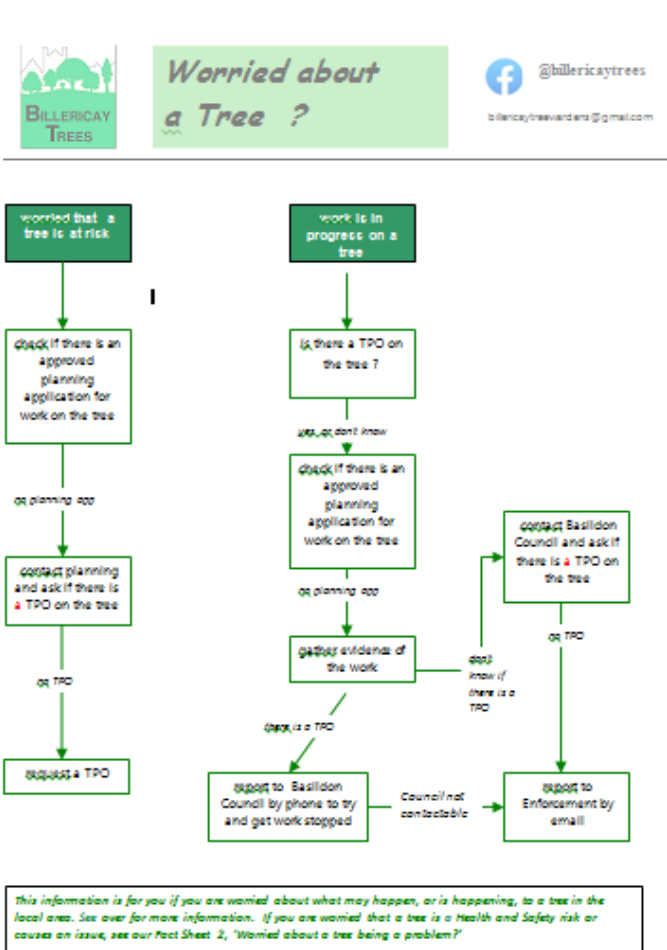 BILLERICAY
TREES
Worried about
a Tree ?
@billericaytrees
billericaytreewardens@gmail.com
worried that a
tree is at risk
check if there is an
approved
planning
application for
work on the tree
no planning app
contact planning
and ask if there is
a TPO on the tree
no TPO
request a TPO
work is in
progress on a
tree
Is there a TPO on
the tree ?
yes, or don't know
check if there is an
approved
planning
application for
work on the tree
no planning app
gather evidence of
the work
there is a TPO
report to Basildon
Council by phone to try
and get work stopped
Council not
contactable
don't
know if
there is a
TPO
contact Basildon
Council and ask if
there is a TPO on
the tree
no TPO
report to
Enforcement by
email
This information is for you if you are worried about what may happen, or is happening, to a tree in the
local area. See over for more information. If you are worried that a tree is a Health and Safety risk or
causes an issue, see our Fact Sheet 2, 'Worried about a tree being a problem?'